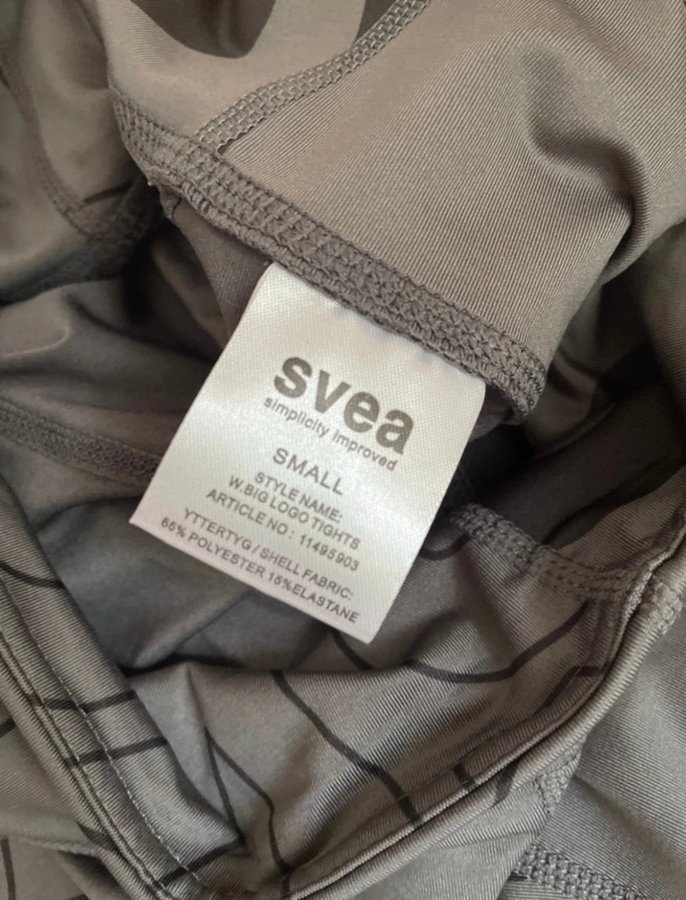 svea
simplicity improved
SMALL
STYLE NAME:
W.BIG LOGO TIGHTS
ARTICLE NO : 11495903
YTTERTYG / SHELL FABRIC:
85% POLYESTER 15%ELASTANE